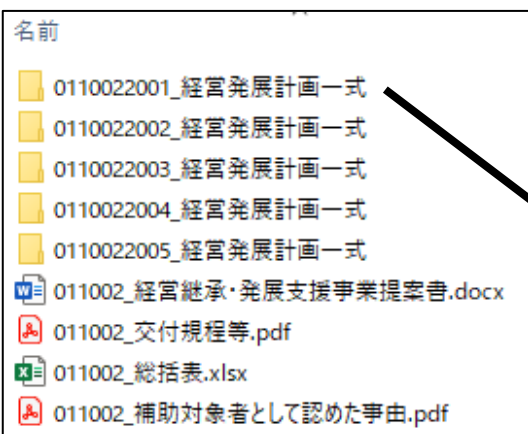 名前
0110022001_経営発展計画一式
0110022002_経営発展計画一式
0110022003_経営発展計画一式
0110022004_経営発展計画一式
0110022005_経営発展計画一式
011002_経営継承・発展支援事業提案書.docx
011002_交付規程等.pdf
011002_総括表.xlsx
011002_補助対象者として認めた事由.pdf